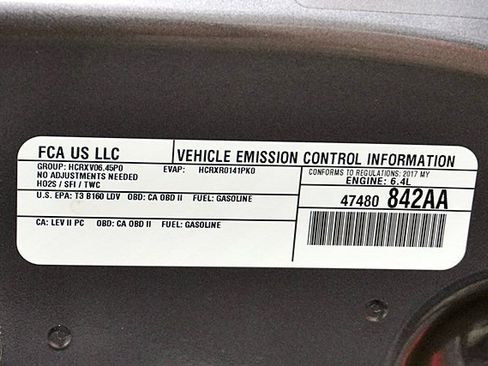 FCA US LLC
VEHICLE EMISSION CONTROL INFORMATION
GROUP: HCRXV06.45P0 EVAP: HCRXR0141PK0
NO ADJUSTMENTS NEEDED
HO2S / SFI / TWC
CONFORMS TO REGULATIONS: 2017 MY
ENGINE: 6.4L
U.S. EPA: T3 B160 LDV OBD: CA OBD II FUEL: GASOLINE
CA: LEV II PC OBD: CA OBD II FUEL: GASOLINE
47480 842AA